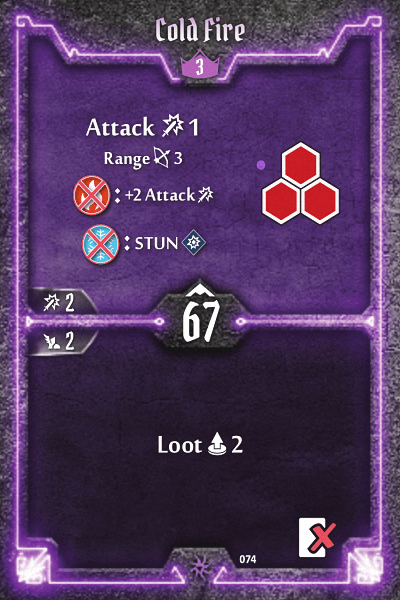 Cold Fire
3
Attack 1
Range 3
: +2 Attack
: STUN
2
67
2
Loot 2
074